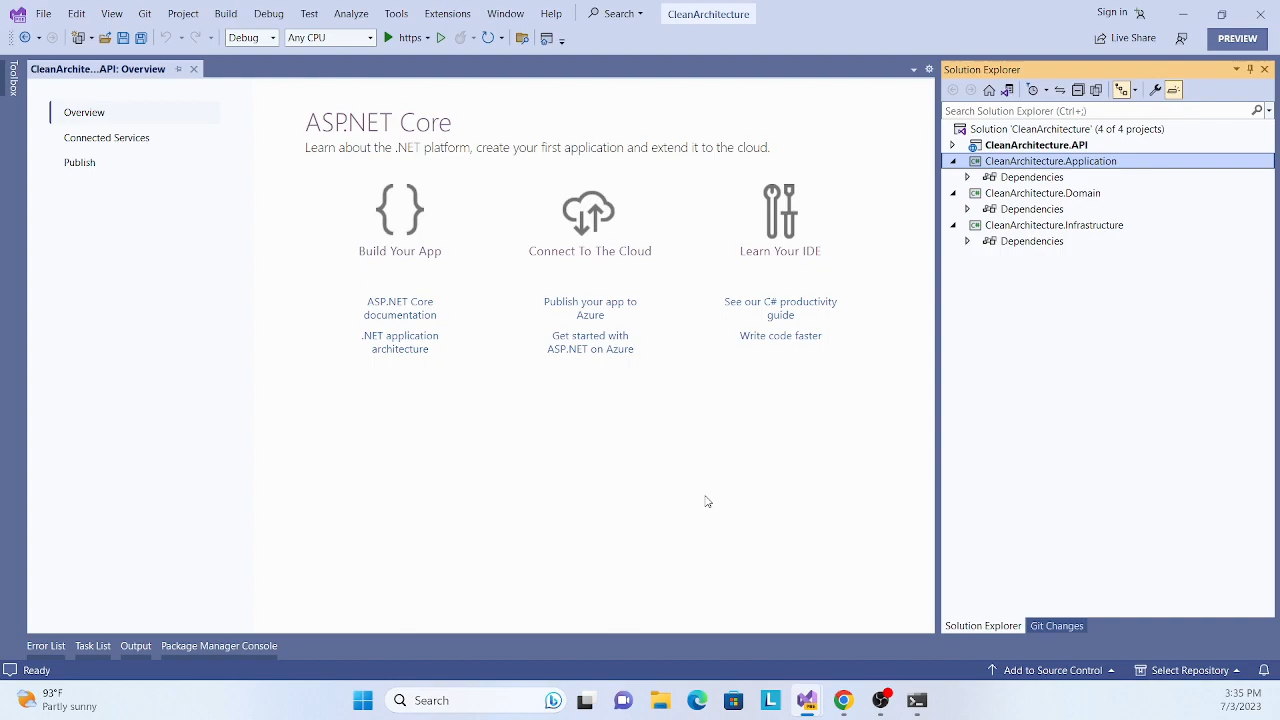 File Edit View Git Project Build Debug Test Analyze Tools Extensions Window Help Search CleanArchitecture Sign in
Debug Any CPU https Live Share PREVIEW
Toolbox
CleanArchite...API: Overview
Overview
Connected Services
Publish
ASP.NET Core
Learn about the .NET platform, create your first application and extend it to the cloud.
Build Your App
ASP.NET Core
documentation
.NET application
architecture
Connect To The Cloud
Publish your app to
Azure
Get started with
ASP.NET on Azure
Learn Your IDE
See our C# productivity
guide
Write code faster
Solution Explorer
Search Solution Explorer (Ctrl+;)
Solution 'CleanArchitecture' (4 of 4 projects)
CleanArchitecture.API
CleanArchitecture.Application
Dependencies
CleanArchitecture.Domain
Dependencies
CleanArchitecture.Infrastructure
Dependencies
Solution Explorer Git Changes
Error List Task List Output Package Manager Console
Ready Add to Source Control Select Repository
93°F
Partly sunny
Search
3:35 PM
7/3/2023